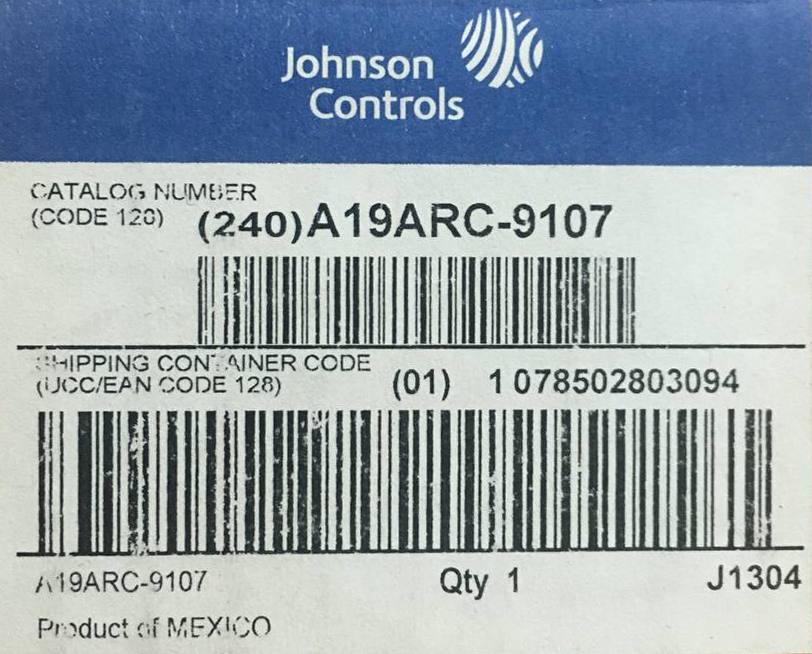 Johnson
Controls
CATALOG NUMBER
(CODE 128)
(240)A19ARC-9107
SHIPPING CONTAINER CODE
(UCC/EAN CODE 128)
(01) 1 078502803094
A19ARC-9107
Qty 1
J1304
Product of MEXICO